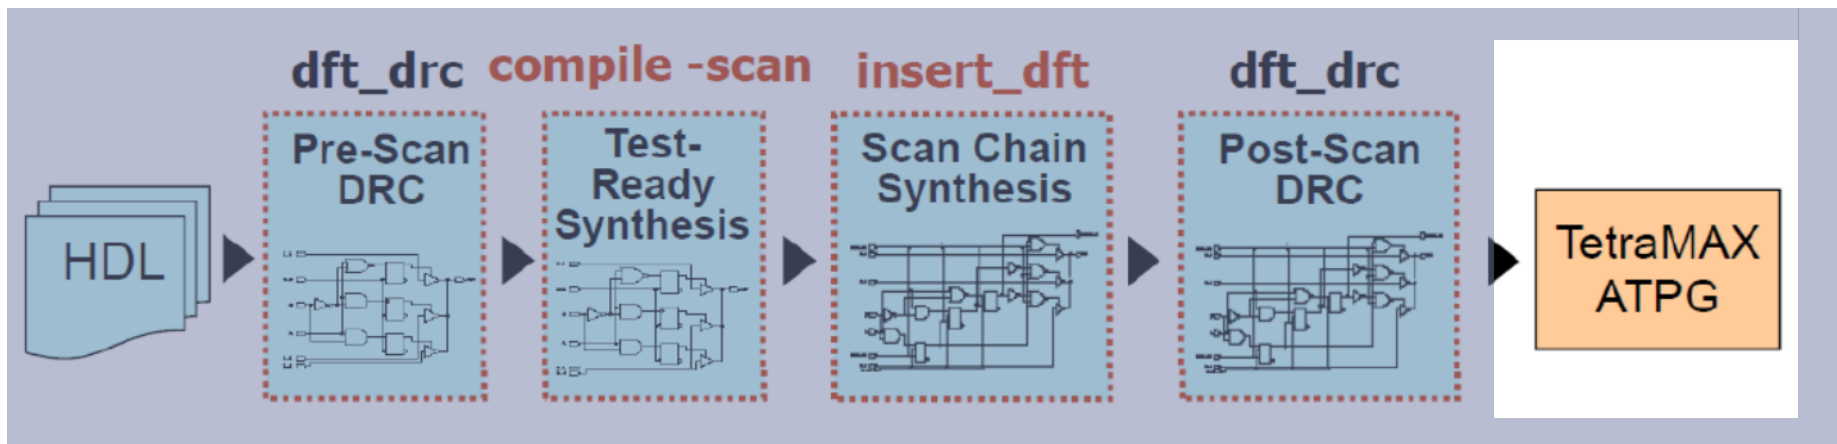 dft_drc
compile -scan
insert_dft
dft_drc
HDL
Pre-Scan
DRC
Test-
Ready
Synthesis
Scan Chain
Synthesis
Post-Scan
DRC
TetraMAX
ATPG